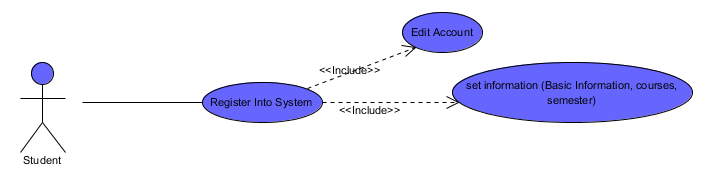 Edit Account
<<Include>>
Register Into System
set information (Basic Information, courses,
semester)
<<Include>>
Student